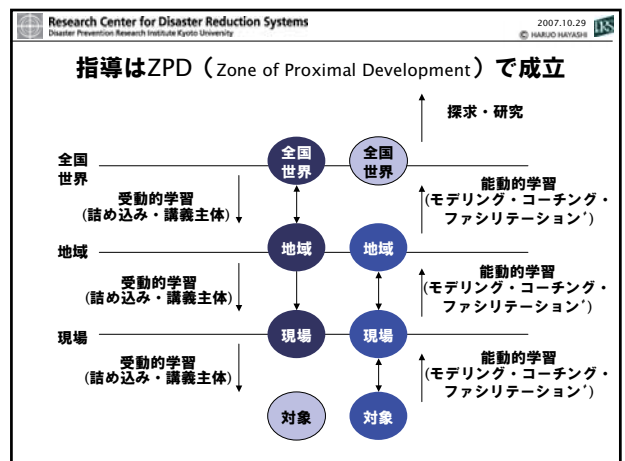 Research Center for Disaster Reduction Systems
Disaster Prevention Research Institute Kyoto University
2007.10.29
© HARUO HAYASHI
指導はZPD（Zone of Proximal Development）で成立
探求・研究
全国
世界
全国
世界
全国
世界
受動的学習
(詰め込み・講義主体)
能動的学習
(モデリング・コーチング・
ファシリテーション’)
地域
地域
地域
受動的学習
(詰め込み・講義主体)
能動的学習
(モデリング・コーチング・
ファシリテーション’)
現場
現場
現場
受動的学習
(詰め込み・講義主体)
能動的学習
(モデリング・コーチング・
ファシリテーション’)
対象
対象